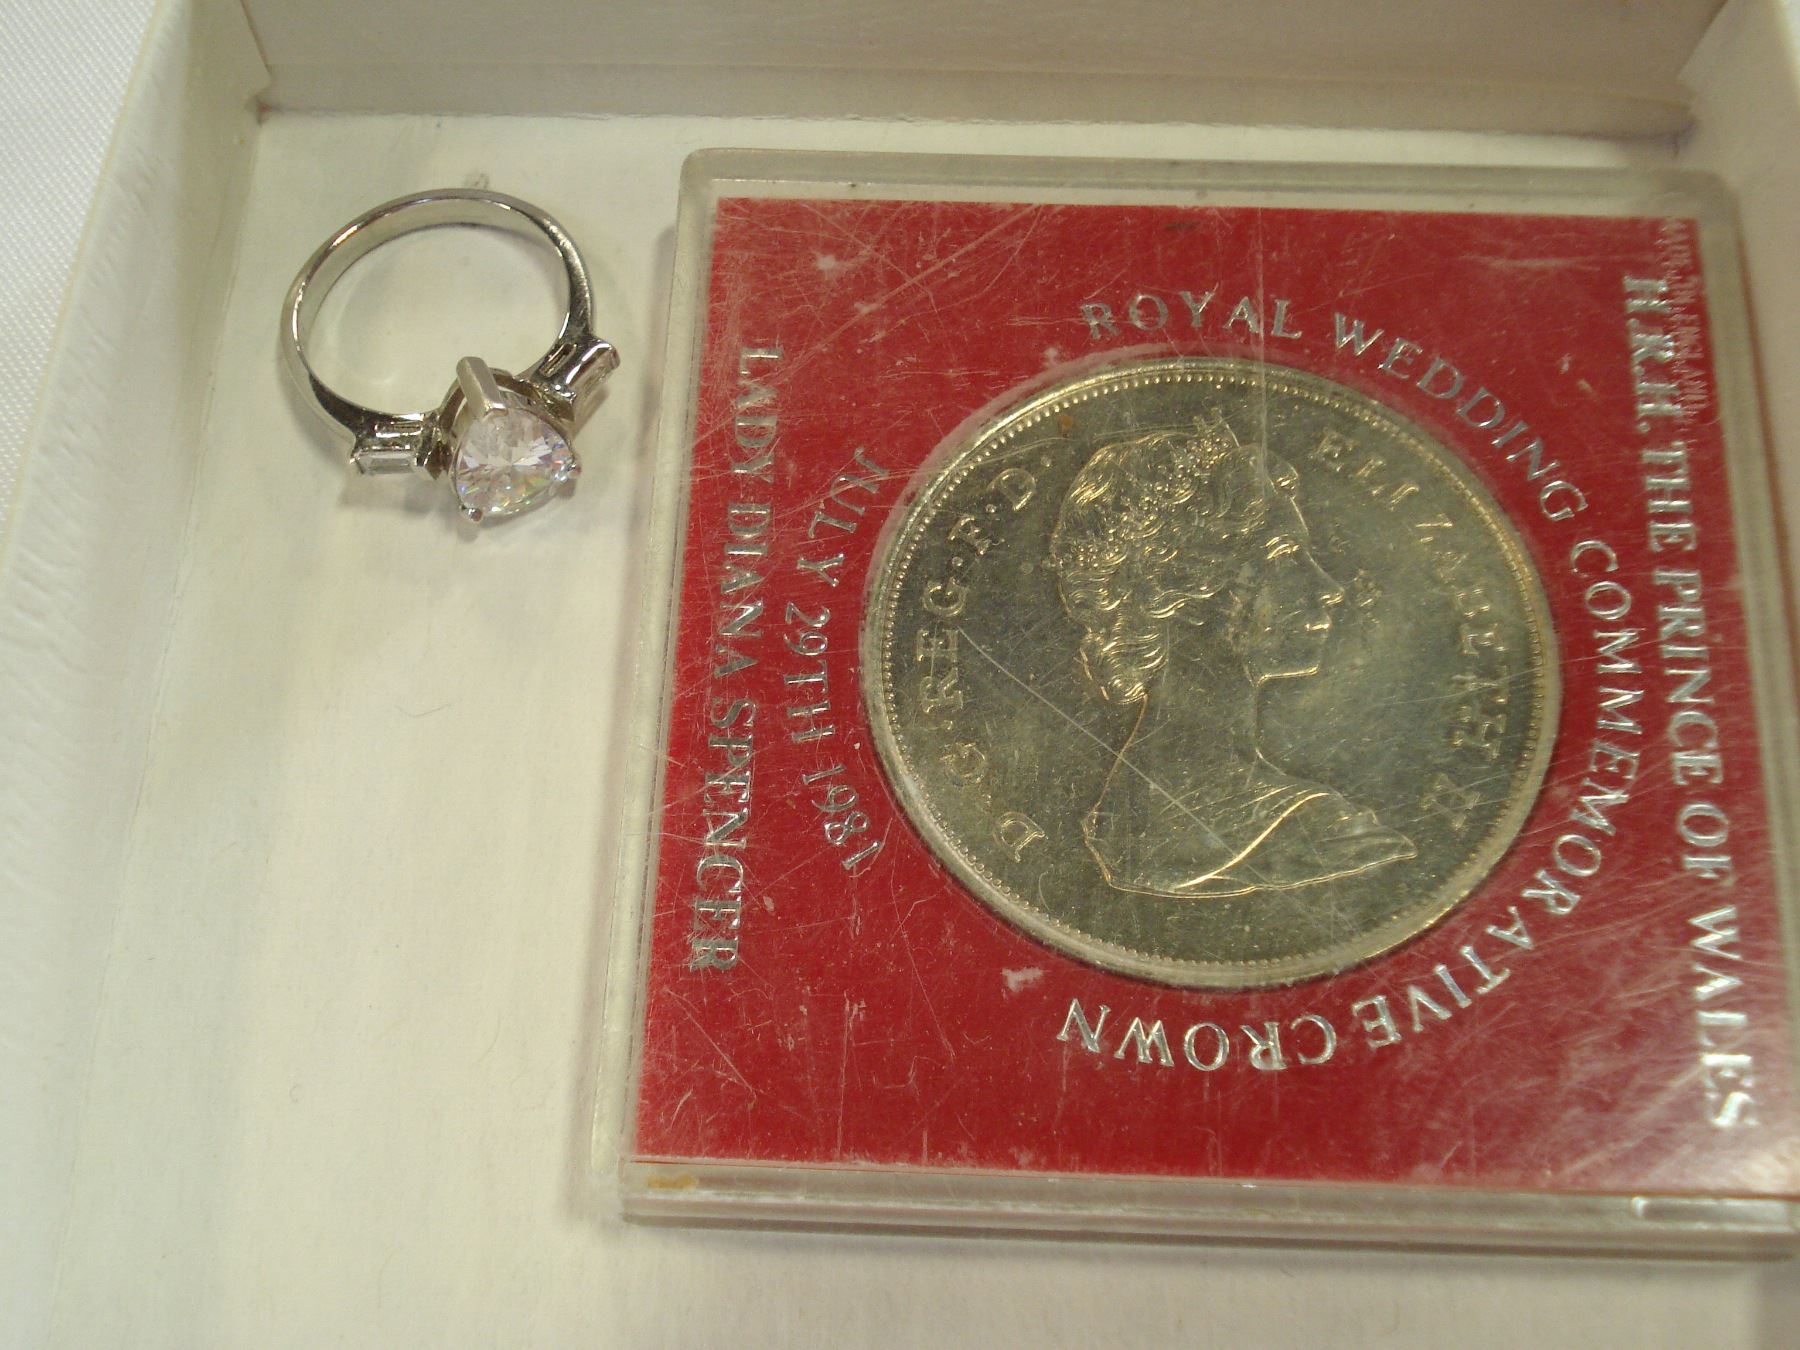 H.R.H. THE PRINCE OF WALES
ROYAL WEDDING COMMEMORATIVE CROWN
ELIZABETH II
D·G·REG·F·D·
JULY 29TH 1981
LADY DIANA SPENCER